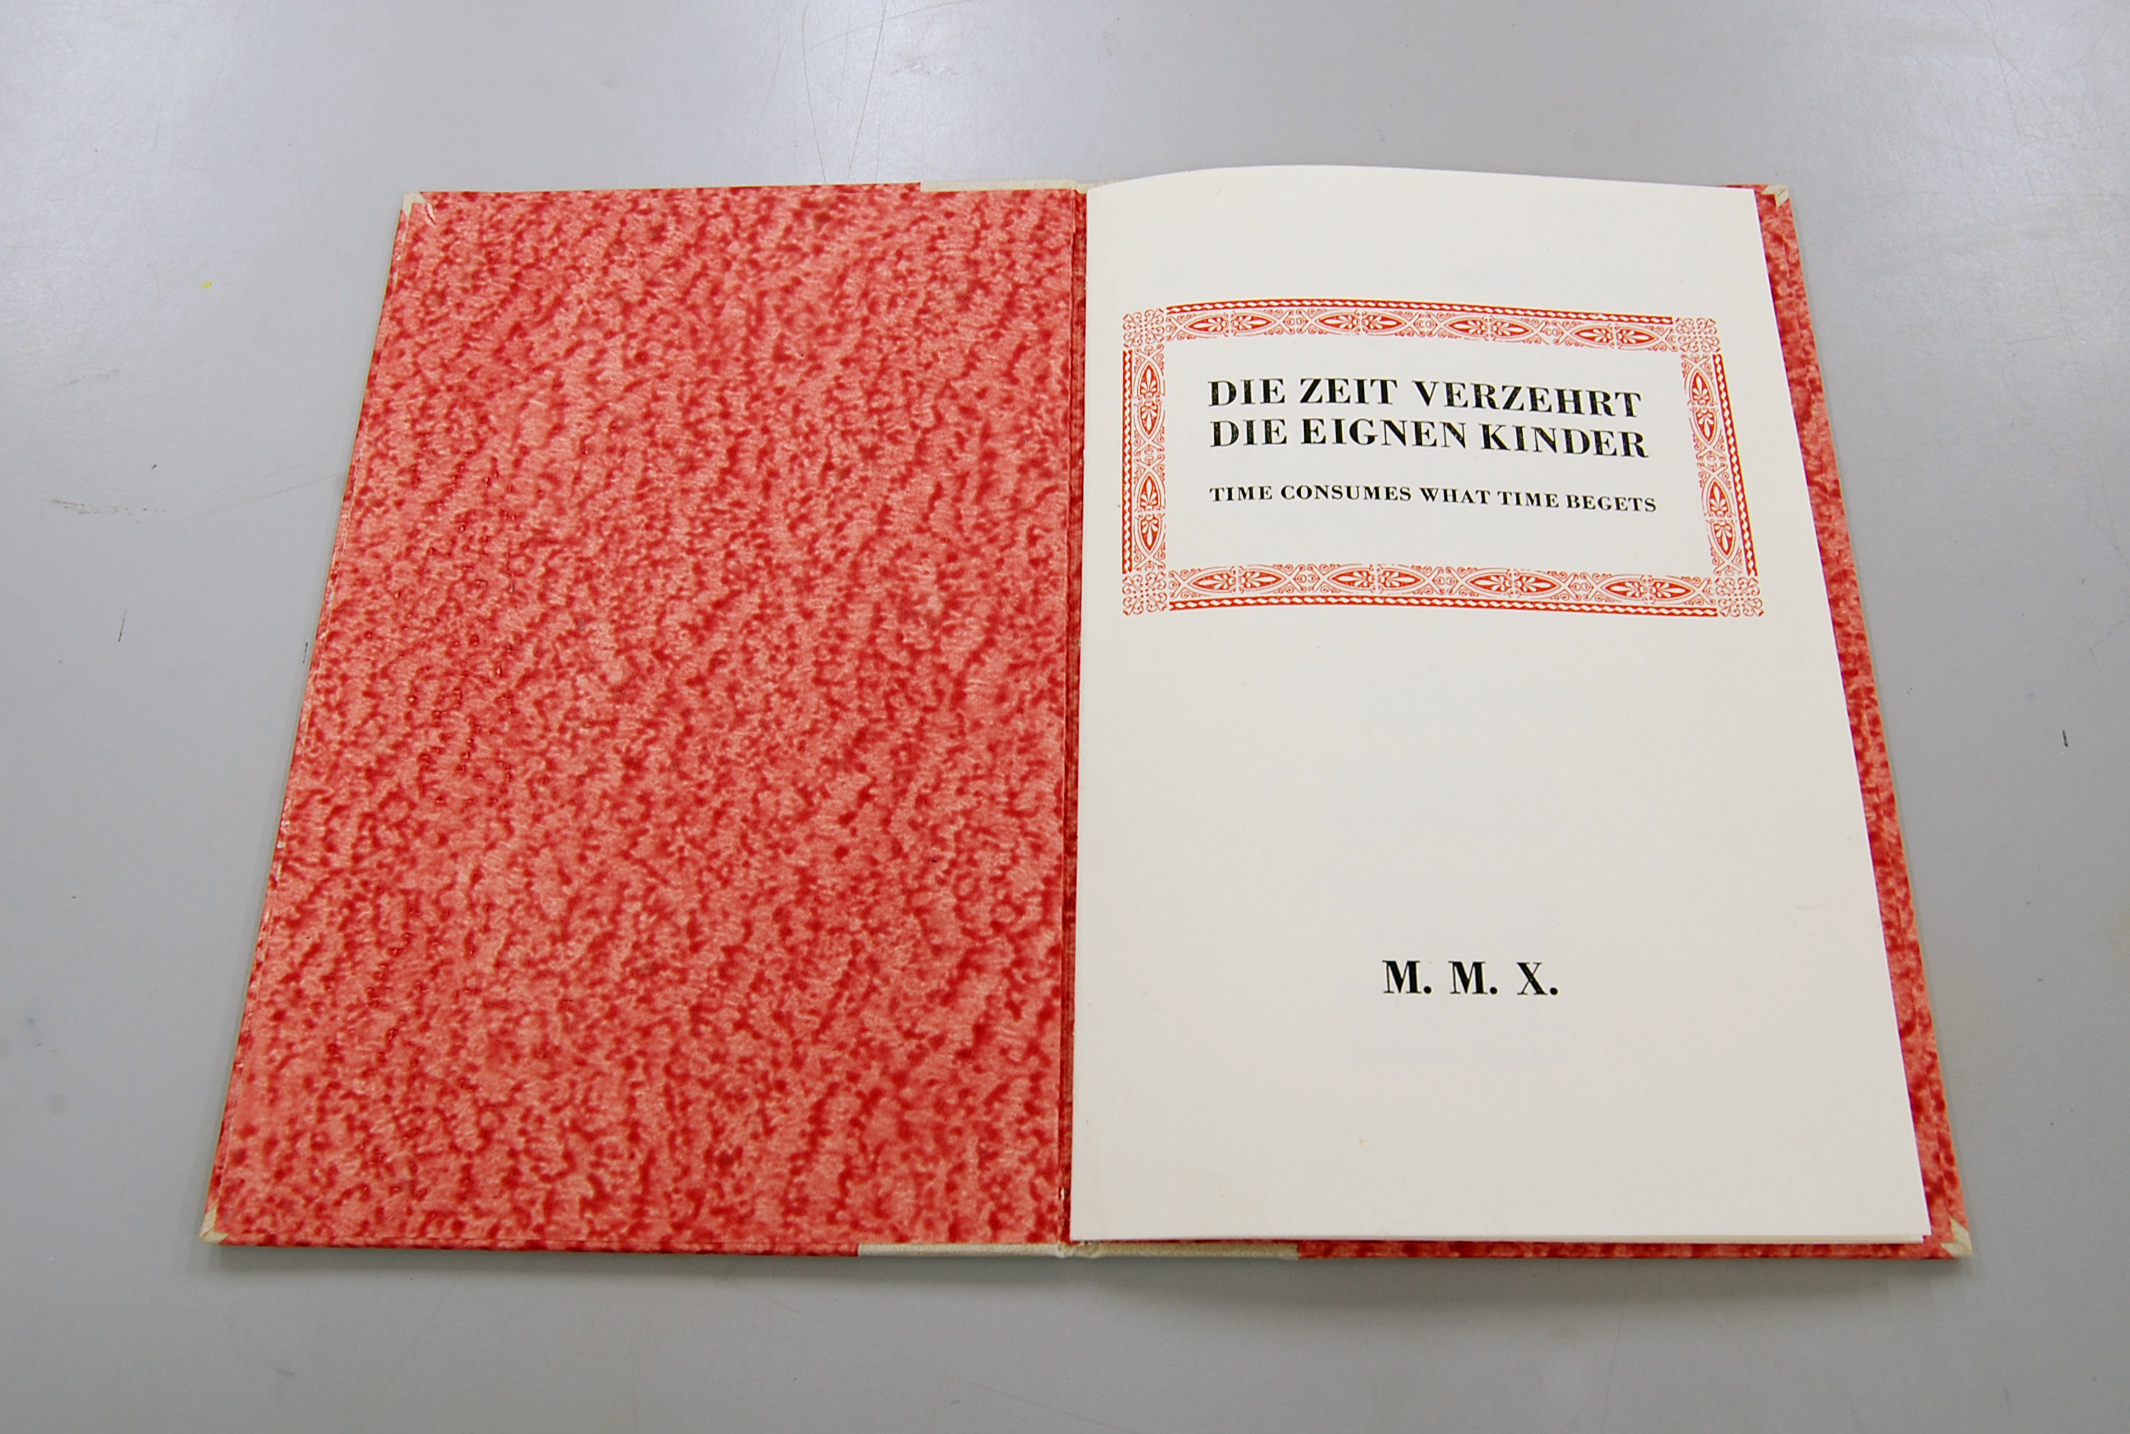 DIE ZEIT VERZEHRT
DIE EIGNEN KINDER
TIME CONSUMES WHAT TIME BEGETS
M. M. X.